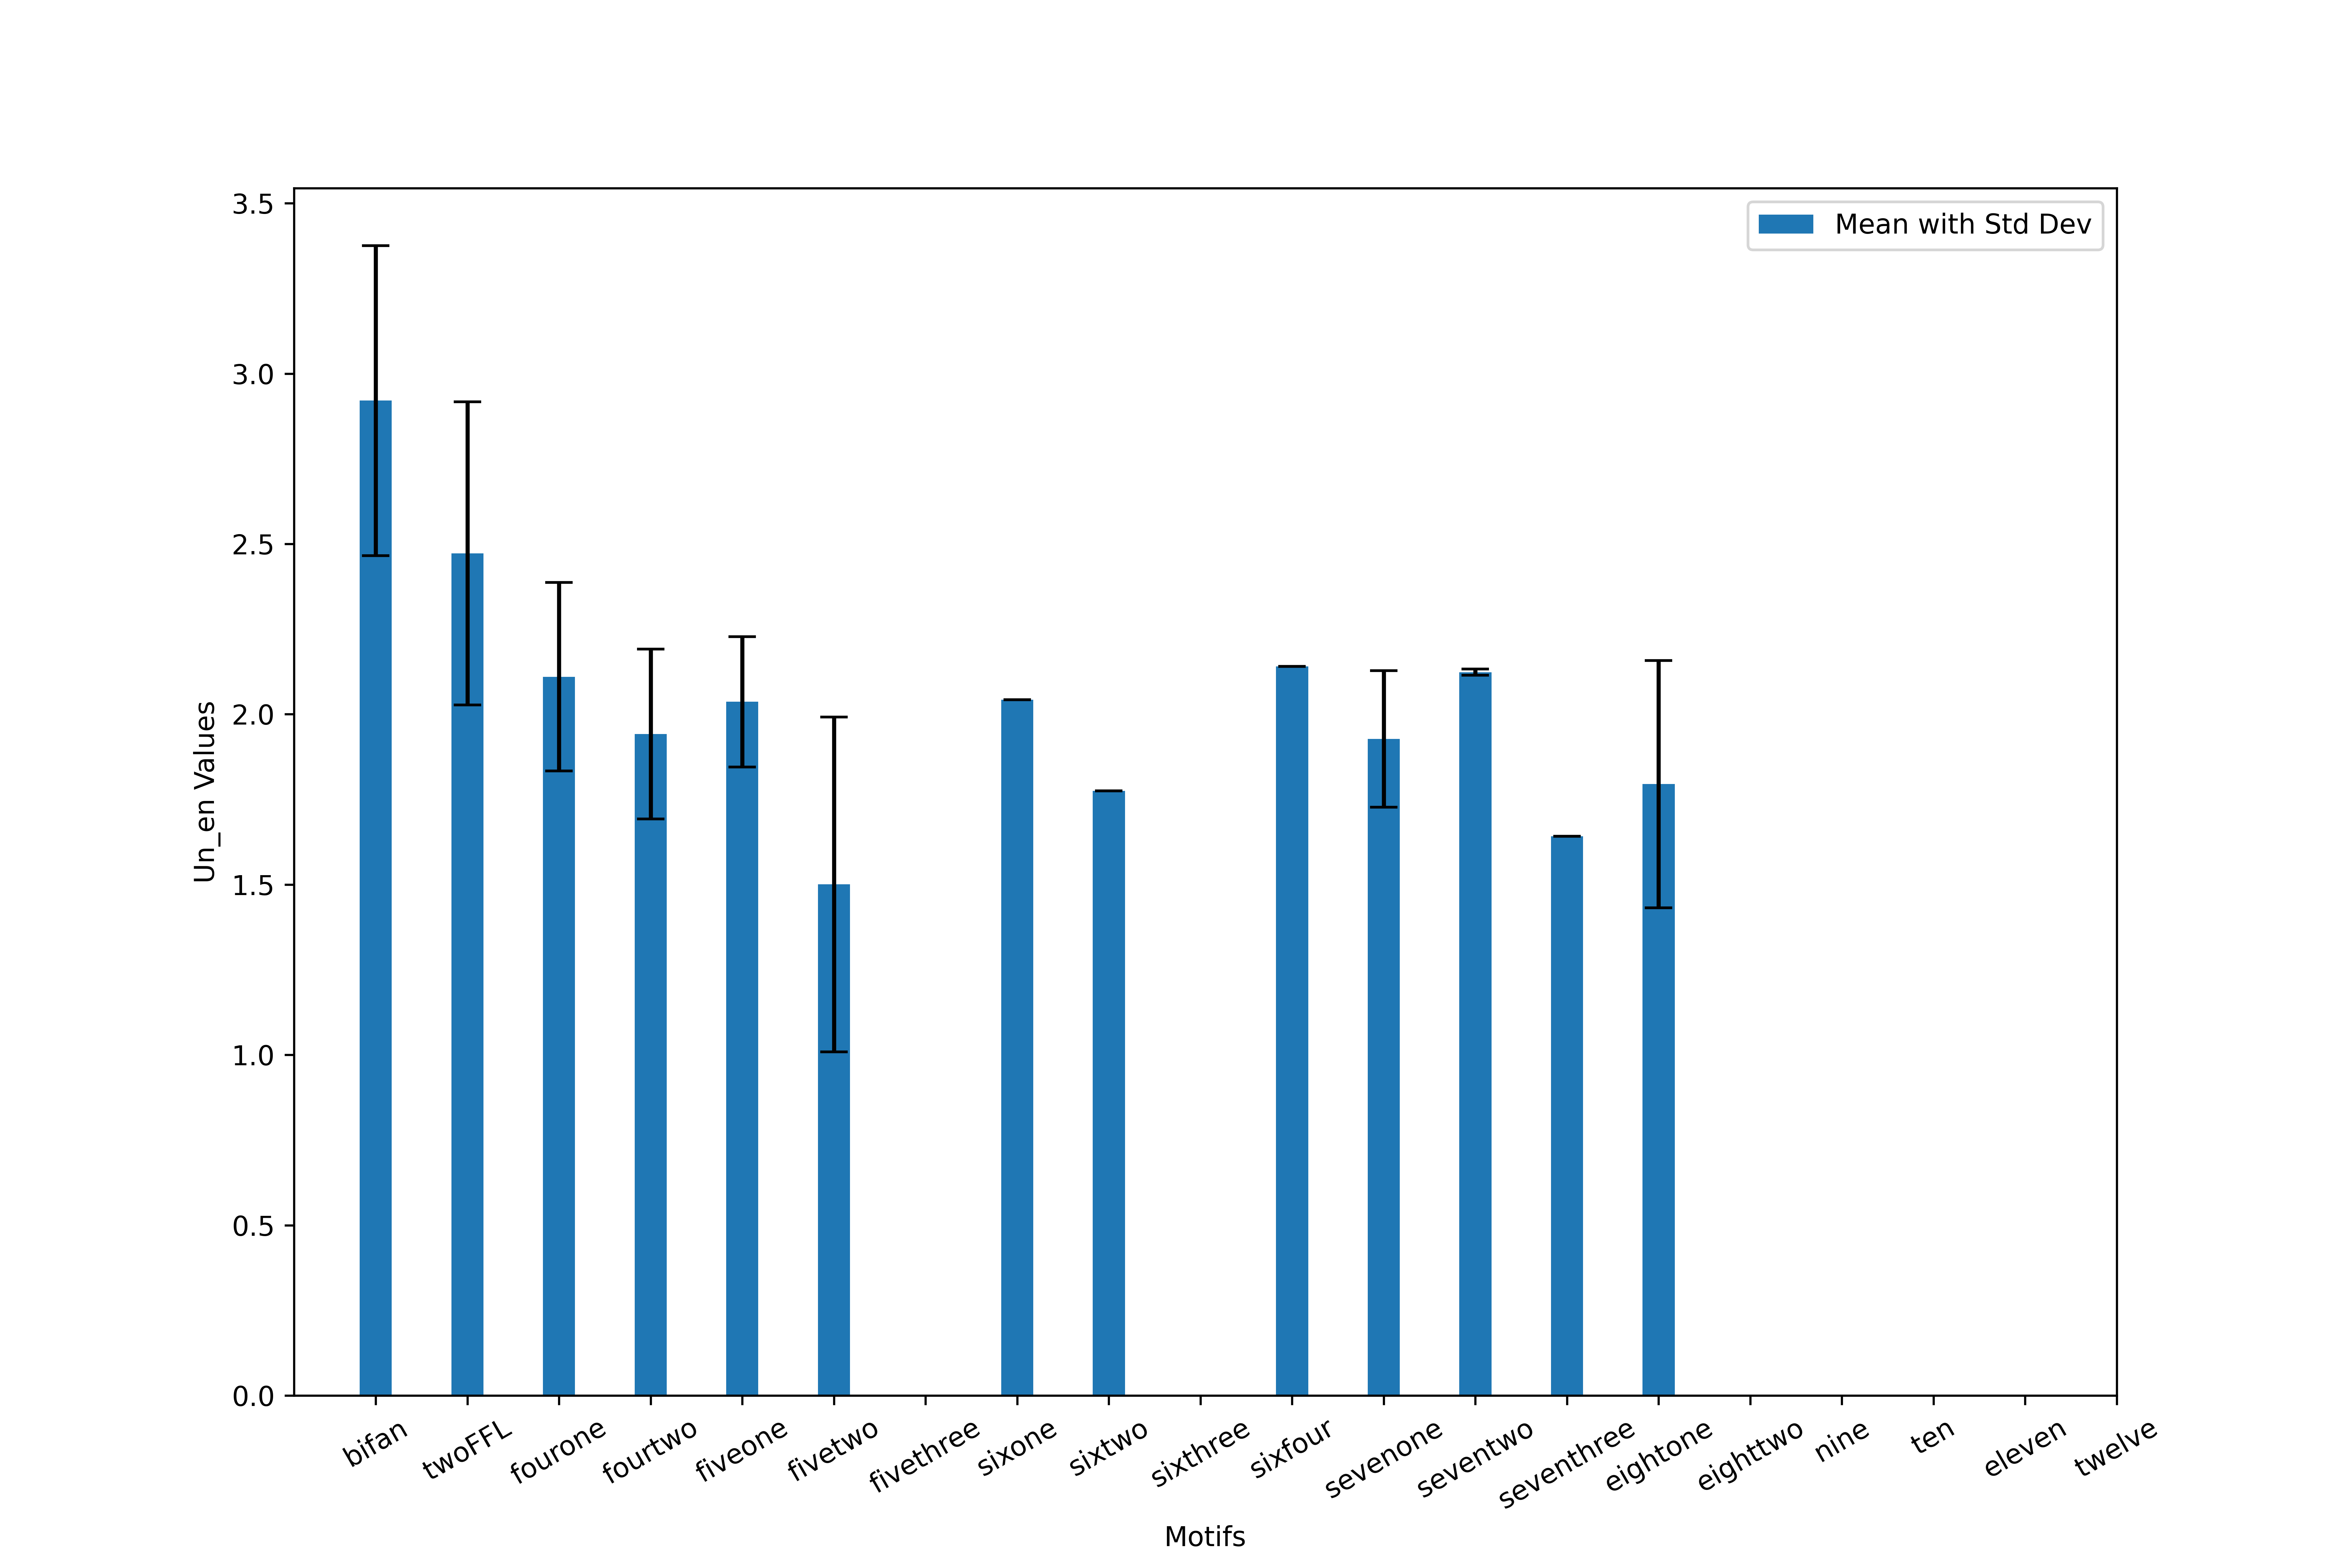 Mean with Std Dev
3.5
3.0
2.5
2.0
1.5
1.0
0.5
0.0
Un_en Values
bifan
twoFFL
fourone
fourtwo
fiveone
fivetwo
fivethree
sixone
sixtwo
sixthree
sixfour
sevenone
seventwo
seventhree
eightone
eighttwo
nine
ten
eleven
twelve
Motifs